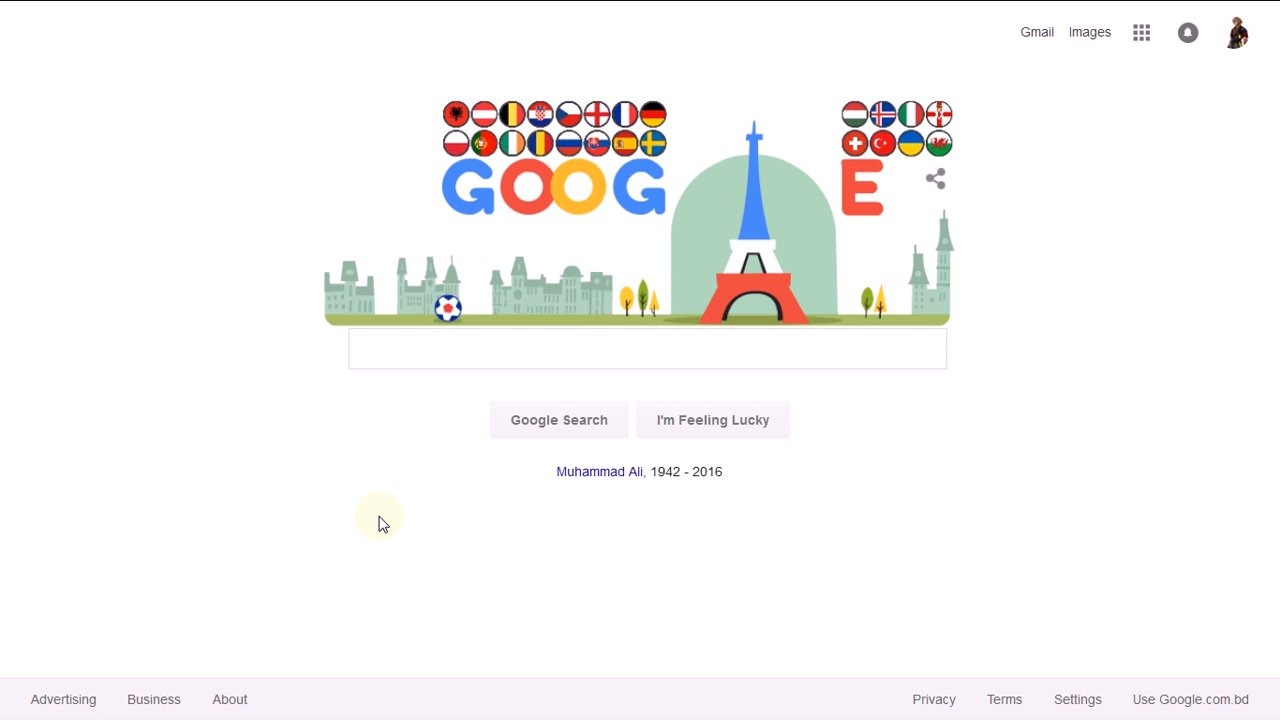 Gmail Images
GOOG E
Google Search I'm Feeling Lucky
Muhammad Ali, 1942 - 2016
Advertising Business About Privacy Terms Settings Use Google.com.bd